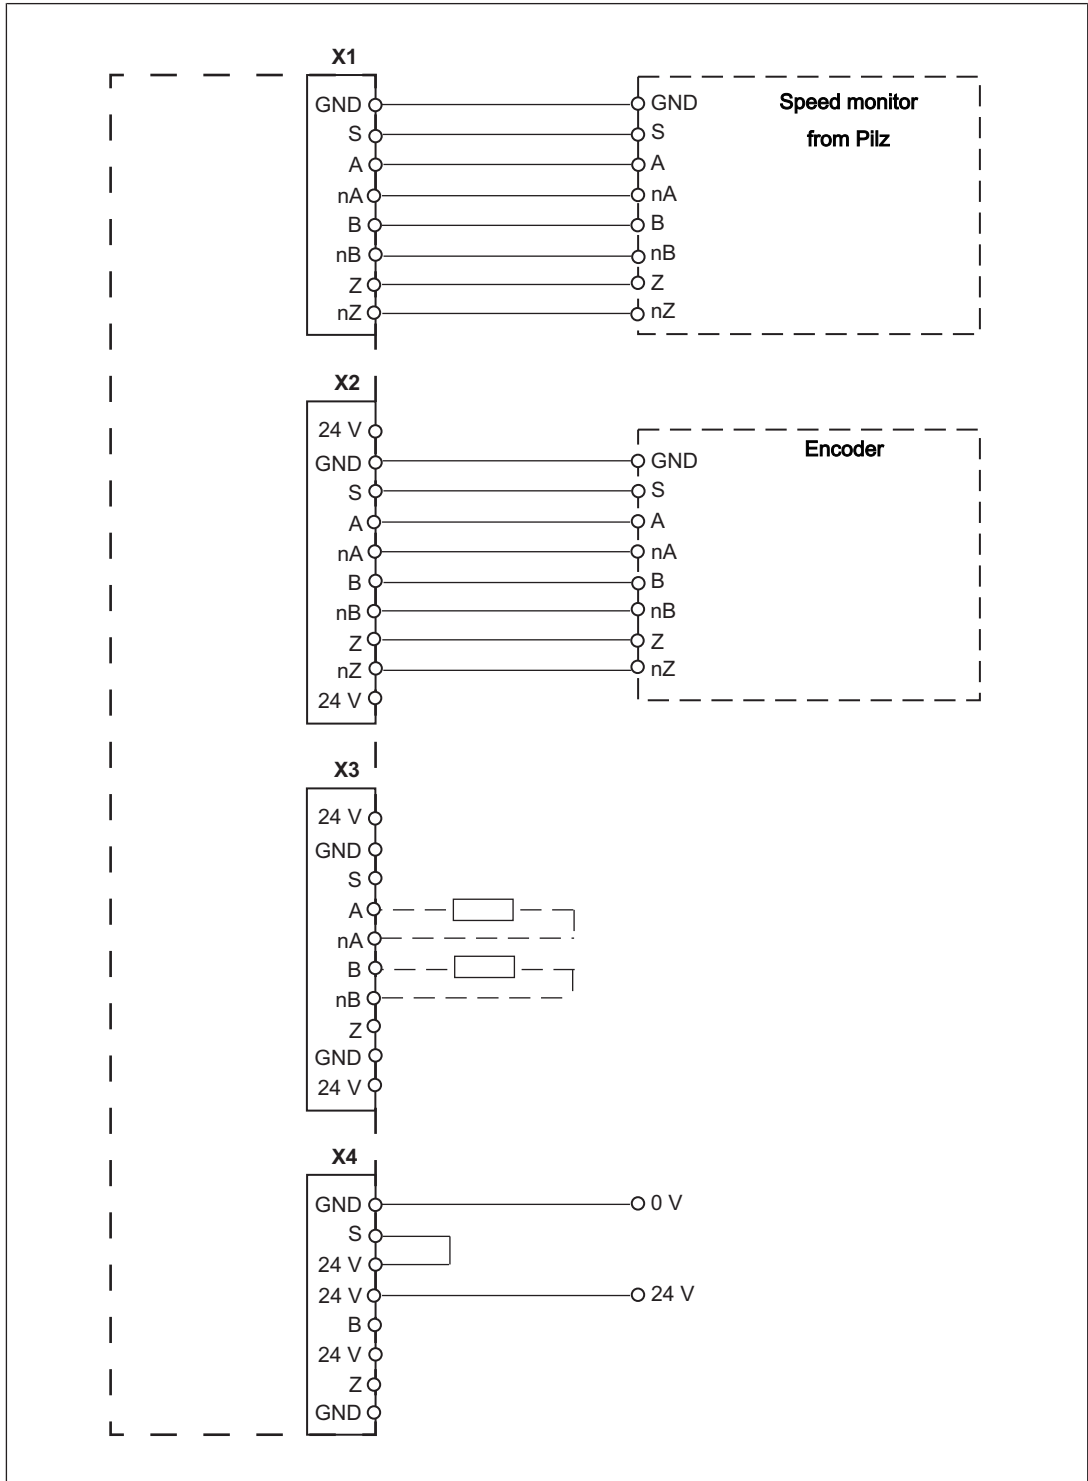 X1
GND GND Speed monitor
S S from Pilz
A A
nA nA
B B
nB nB
Z Z
nZ nZ
X2
24 V
GND GND Encoder
S S
A A
nA nA
B B
nB nB
Z Z
nZ nZ
24 V
X3
24 V
GND
S
A
nA
B
nB
Z
GND
24 V
X4
GND 0 V
S
24 V
24 V 24 V
B
24 V
Z
GND